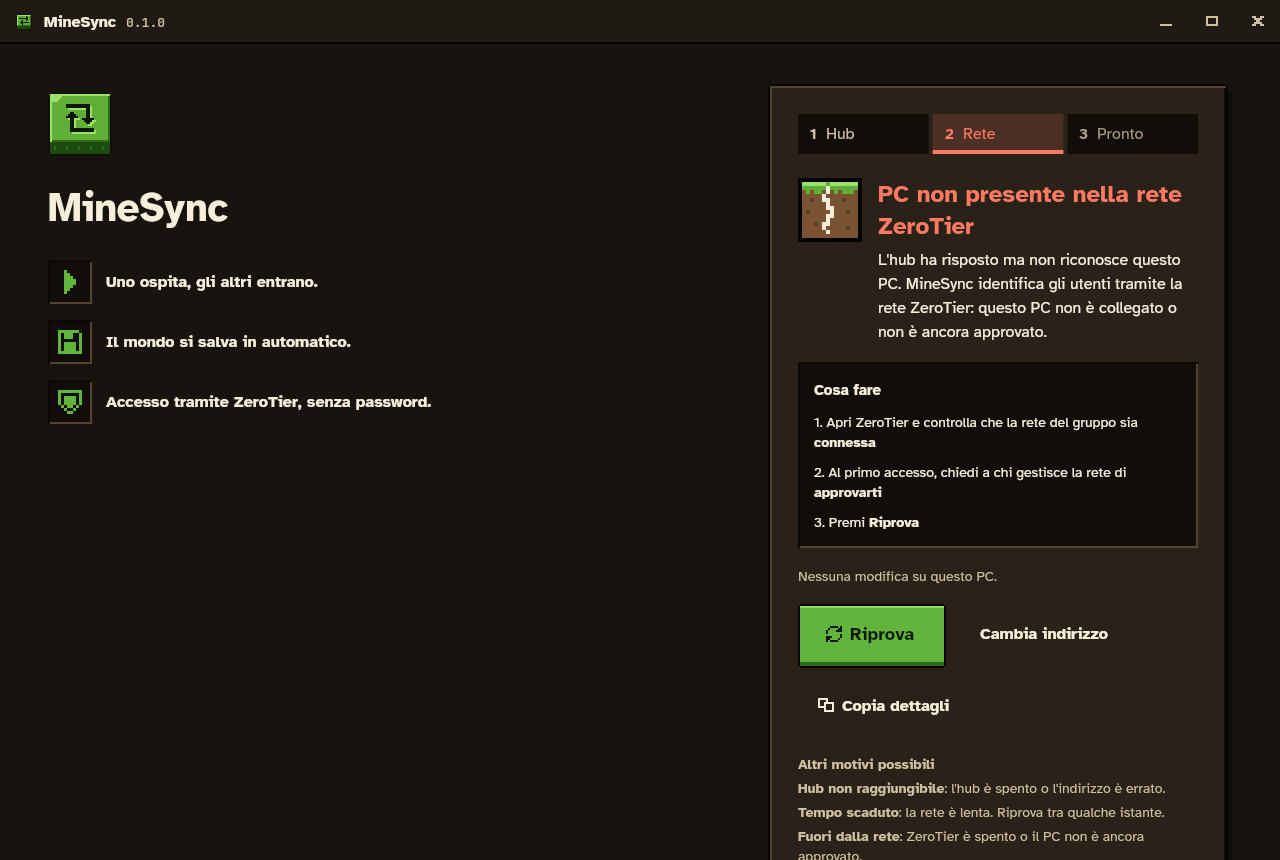 MineSync 0.1.0
MineSync
Uno ospita, gli altri entrano.
Il mondo si salva in automatico.
Accesso tramite ZeroTier, senza password.
1 Hub
2 Rete
3 Pronto
PC non presente nella rete
ZeroTier
L'hub ha risposto ma non riconosce questo
PC. MineSync identifica gli utenti tramite la
rete ZeroTier: questo PC non è collegato o
non è ancora approvato.
Cosa fare
1. Apri ZeroTier e controlla che la rete del gruppo sia
connessa
2. Al primo accesso, chiedi a chi gestisce la rete di
approvarti
3. Premi Riprova
Nessuna modifica su questo PC.
Riprova
Cambia indirizzo
Copia dettagli
Altri motivi possibili
Hub non raggiungibile: l'hub è spento o l'indirizzo è errato.
Tempo scaduto: la rete è lenta. Riprova tra qualche istante.
Fuori dalla rete: ZeroTier è spento o il PC non è ancora
approvato.